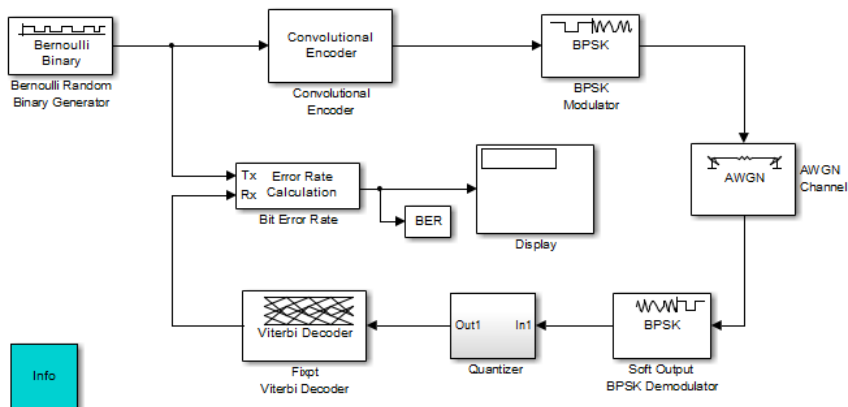 Bernoulli
Binary
Bernoulli Random
Binary Generator
Convolutional
Encoder
Convolutional
Encoder
BPSK
BPSK
Modulator
AWGN
AWGN
Channel
Tx
Rx
Error Rate
Calculation
Bit Error Rate
BER
Display
Viterbi Decoder
Fixpt
Viterbi Decoder
Out1
In1
Quantizer
BPSK
Soft Output
BPSK Demodulator
Info